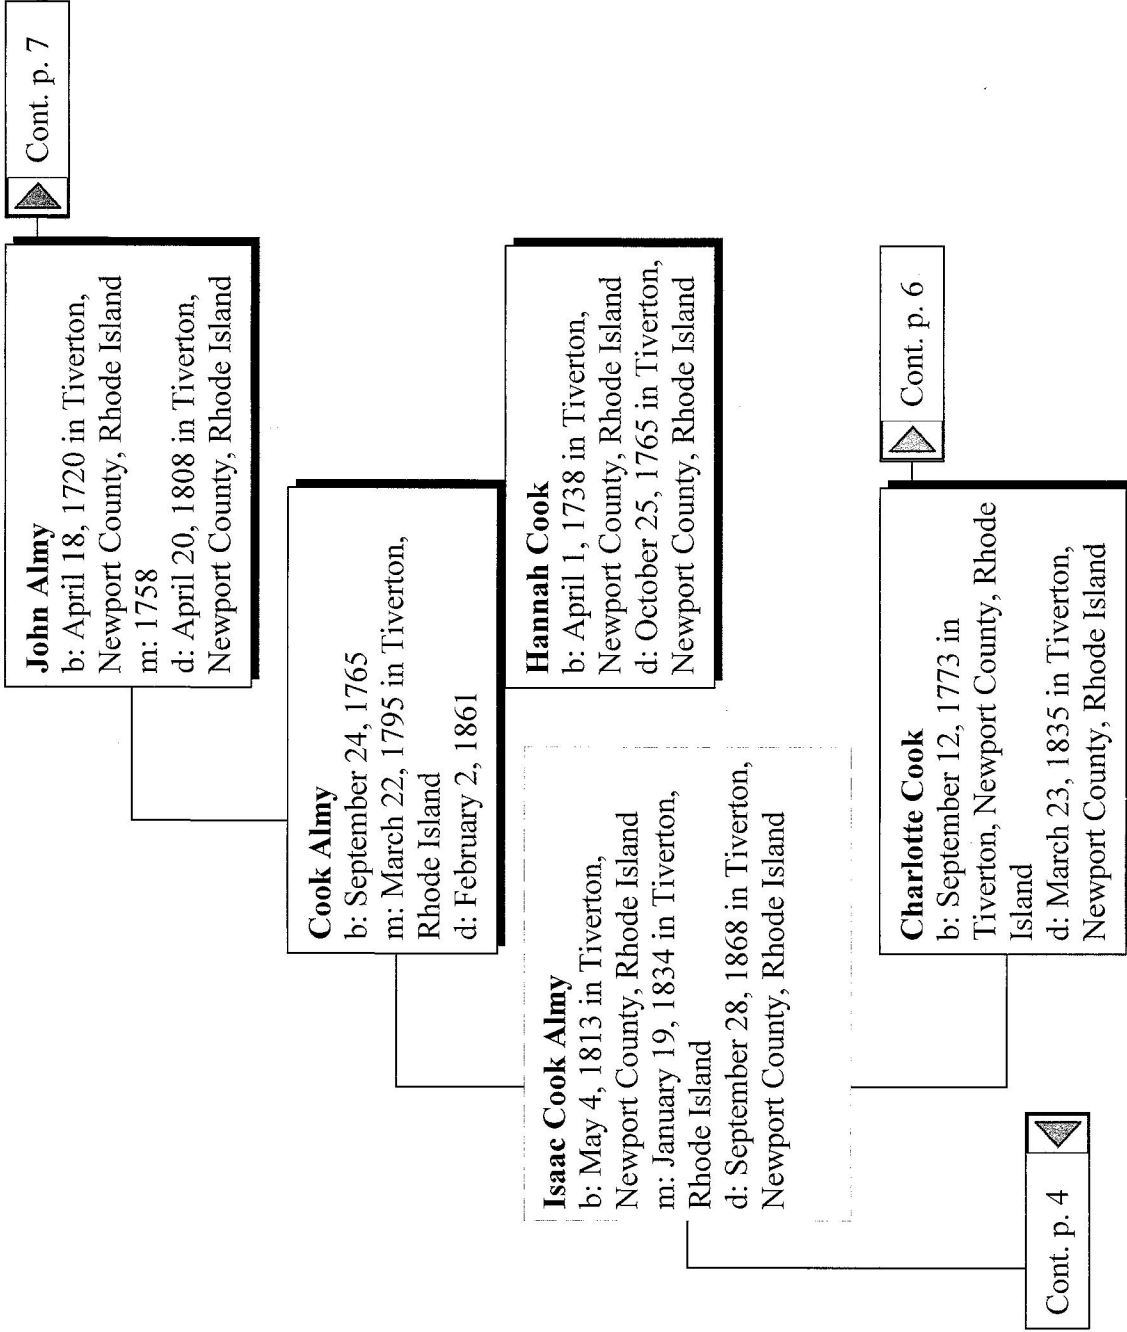 Cont. p. 7
John Almy
b: April 18, 1720 in Tiverton,
Newport County, Rhode Island
m: 1758
d: April 20, 1808 in Tiverton,
Newport County, Rhode Island
Cook Almy
b: September 24, 1765
m: March 22, 1795 in Tiverton,
Rhode Island
d: February 2, 1861
Hannah Cook
b: April 1, 1738 in Tiverton,
Newport County, Rhode Island
d: October 25, 1765 in Tiverton,
Newport County, Rhode Island
Isaac Cook Almy
b: May 4, 1813 in Tiverton,
Newport County, Rhode Island
m: January 19, 1834 in Tiverton,
Rhode Island
d: September 28, 1868 in Tiverton,
Newport County, Rhode Island
Cont. p. 6
Charlotte Cook
b: September 12, 1773 in
Tiverton, Newport County, Rhode
Island
d: March 23, 1835 in Tiverton,
Newport County, Rhode Island
Cont. p. 4